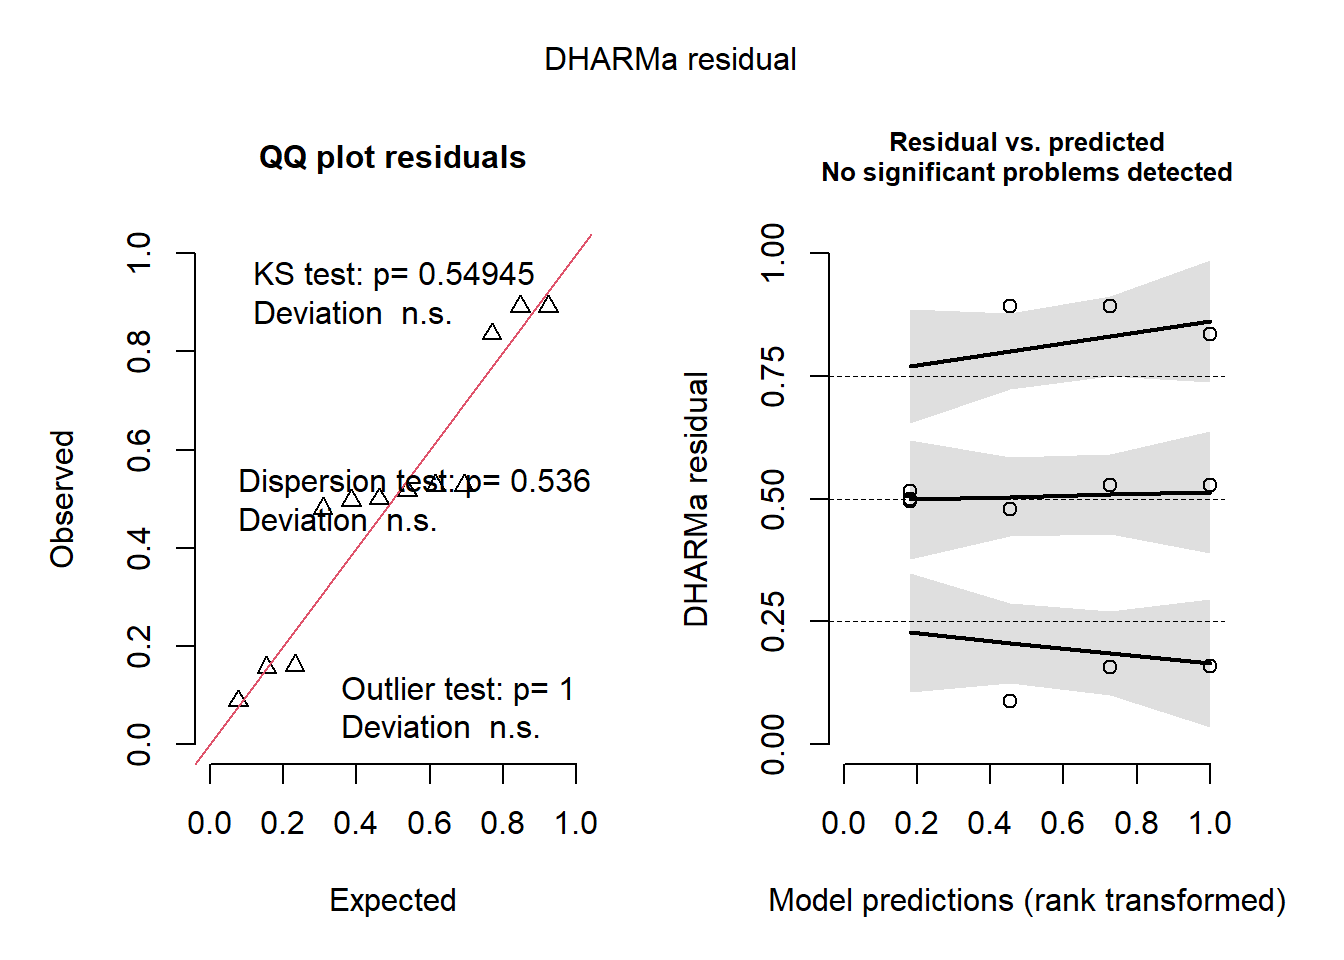 DHARMa residual
QQ plot residuals
KS test: p= 0.54945
Deviation  n.s.
Dispersion test: p= 0.536
Deviation  n.s.
Outlier test: p= 1
Deviation  n.s.
Observed
0.0 0.2 0.4 0.6 0.8 1.0
0.0 0.2 0.4 0.6 0.8 1.0
Expected
Residual vs. predicted
No significant problems detected
DHARMa residual
0.00 0.25 0.50 0.75 1.00
0.0 0.2 0.4 0.6 0.8 1.0
Model predictions (rank transformed)